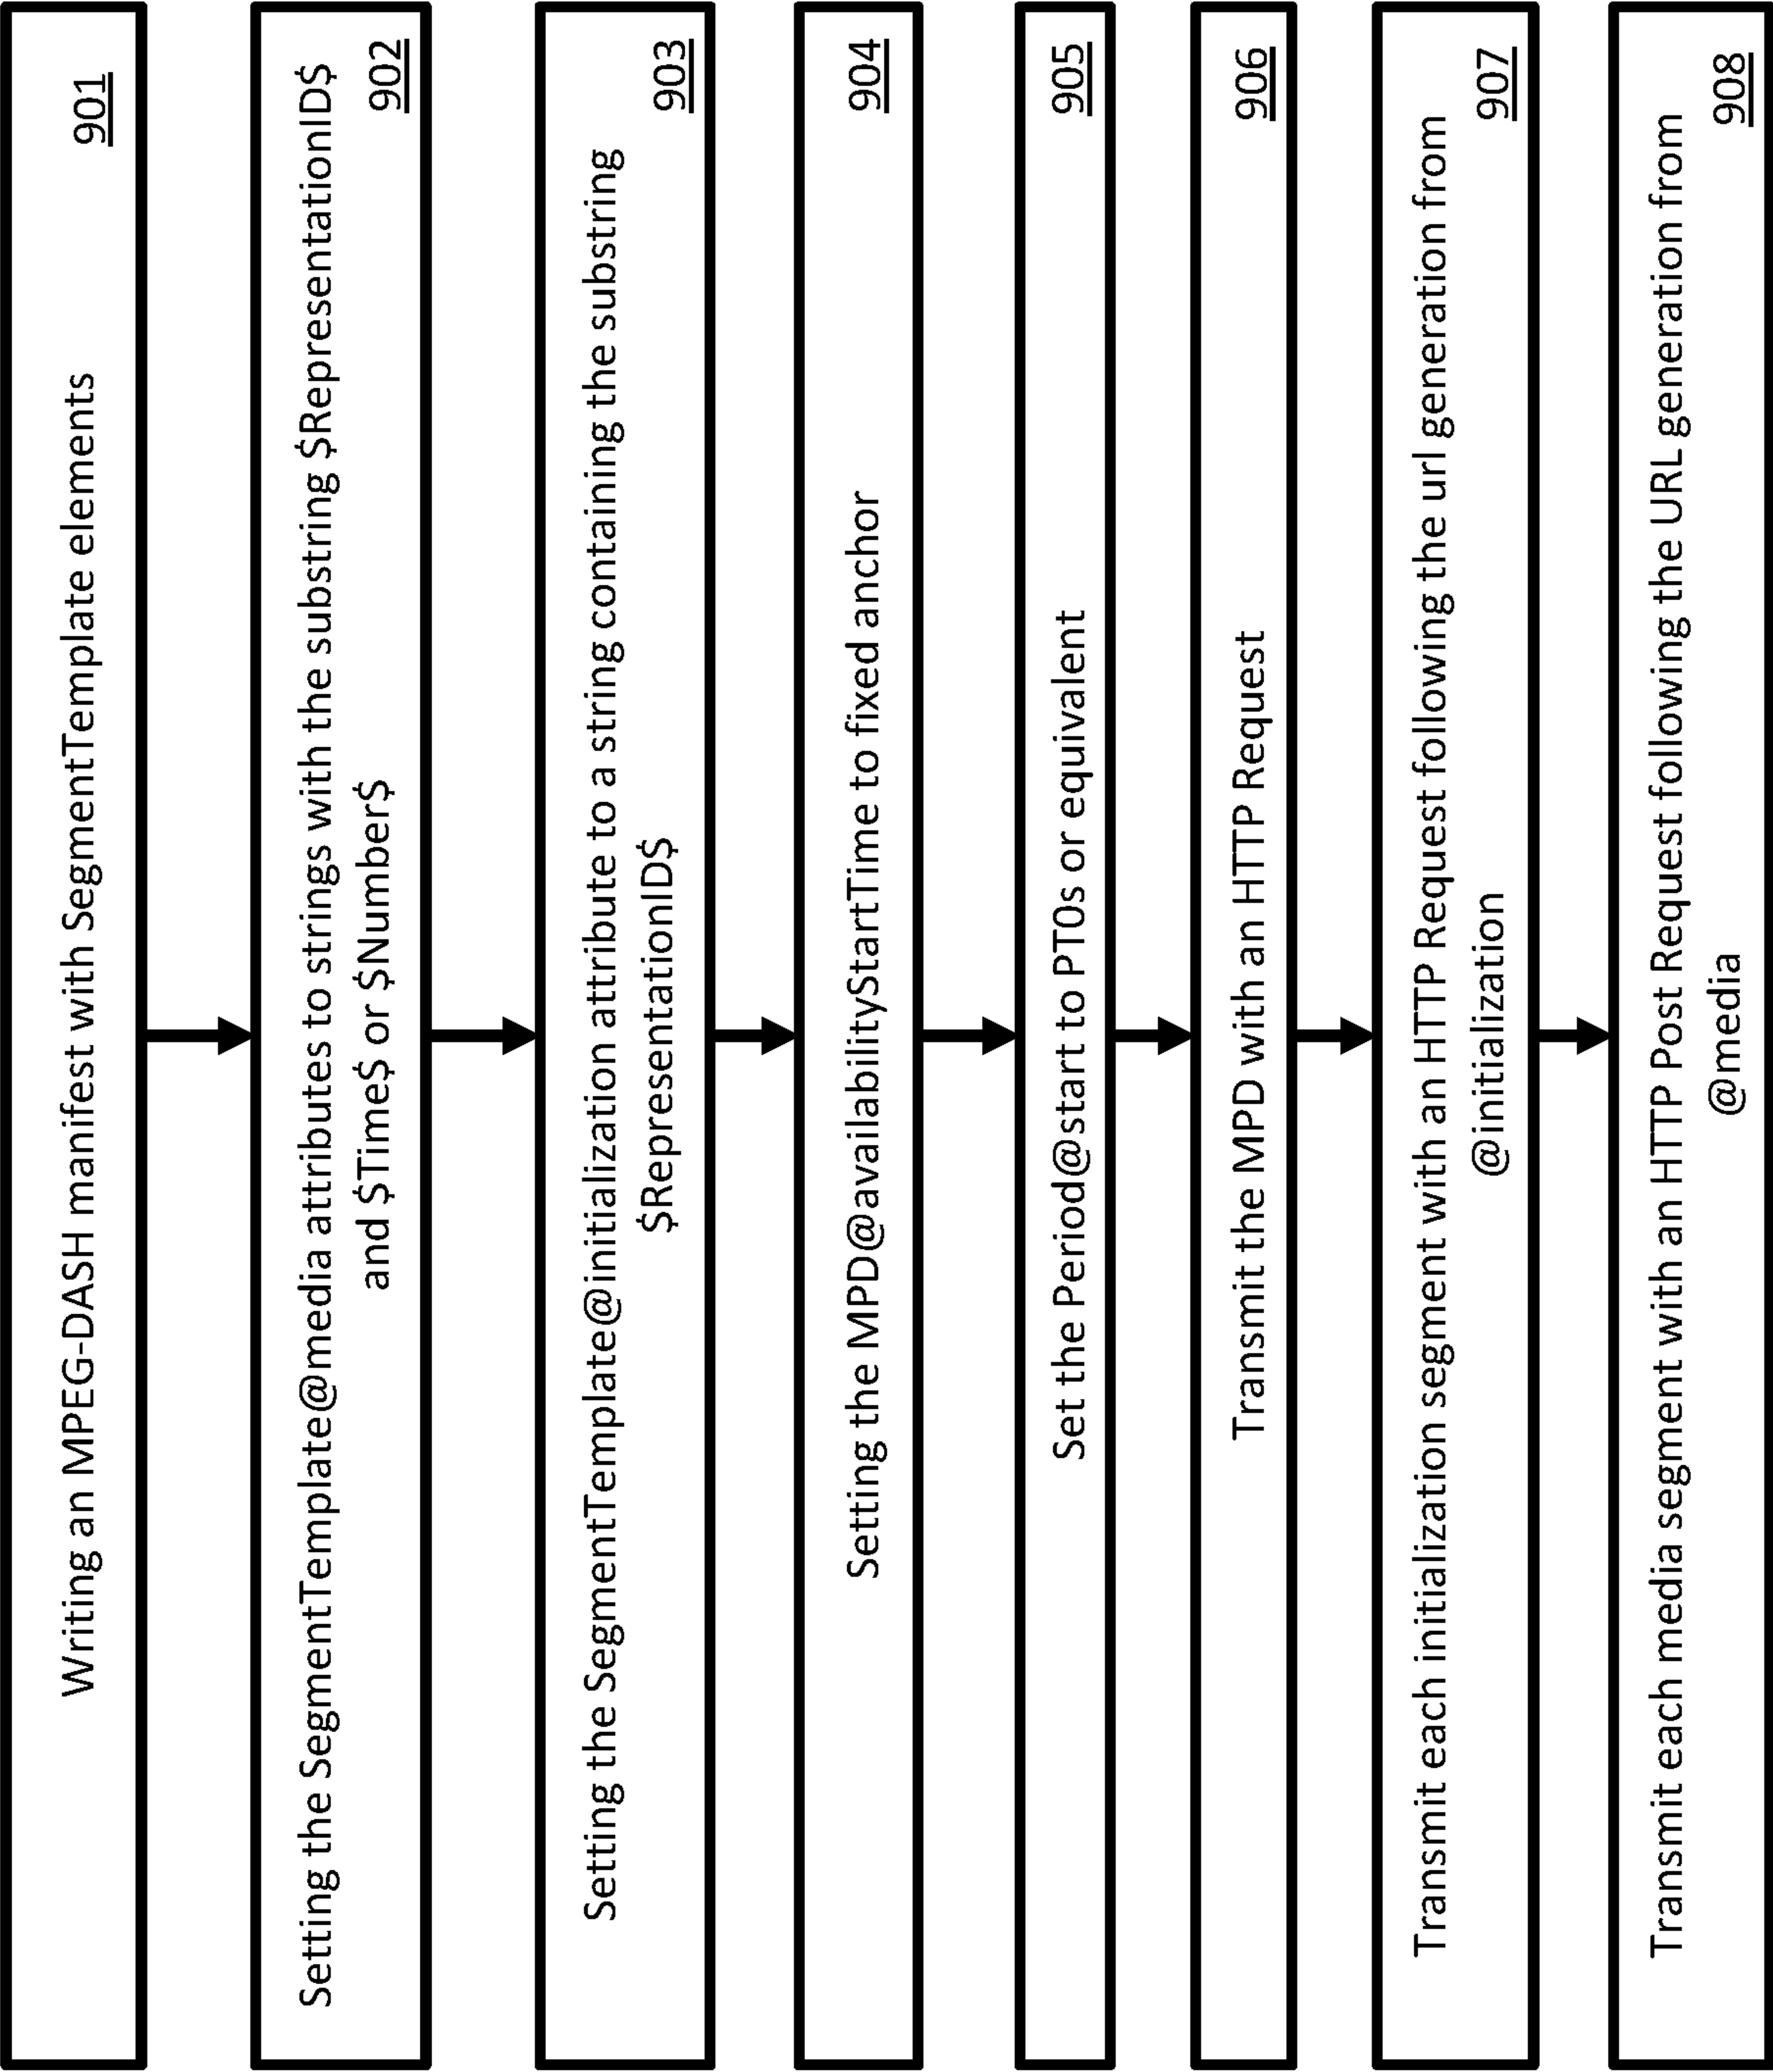 Writing an MPEG-DASH manifest with SegmentTemplate elements
901
Setting the SegmentTemplate@media attributes to strings with the substring $RepresentationID$
and $Time$ or $Number$
902
Setting the SegmentTemplate@initialization attribute to a string containing the substring
$RepresentationID$
903
Setting the MPD@availabilityStartTime to fixed anchor
904
Set the Period@start to PT0s or equivalent
905
Transmit the MPD with an HTTP Request
906
Transmit each initialization segment with an HTTP Request following the url generation from
@initialization
907
Transmit each media segment with an HTTP Post Request following the URL generation from
@media
908